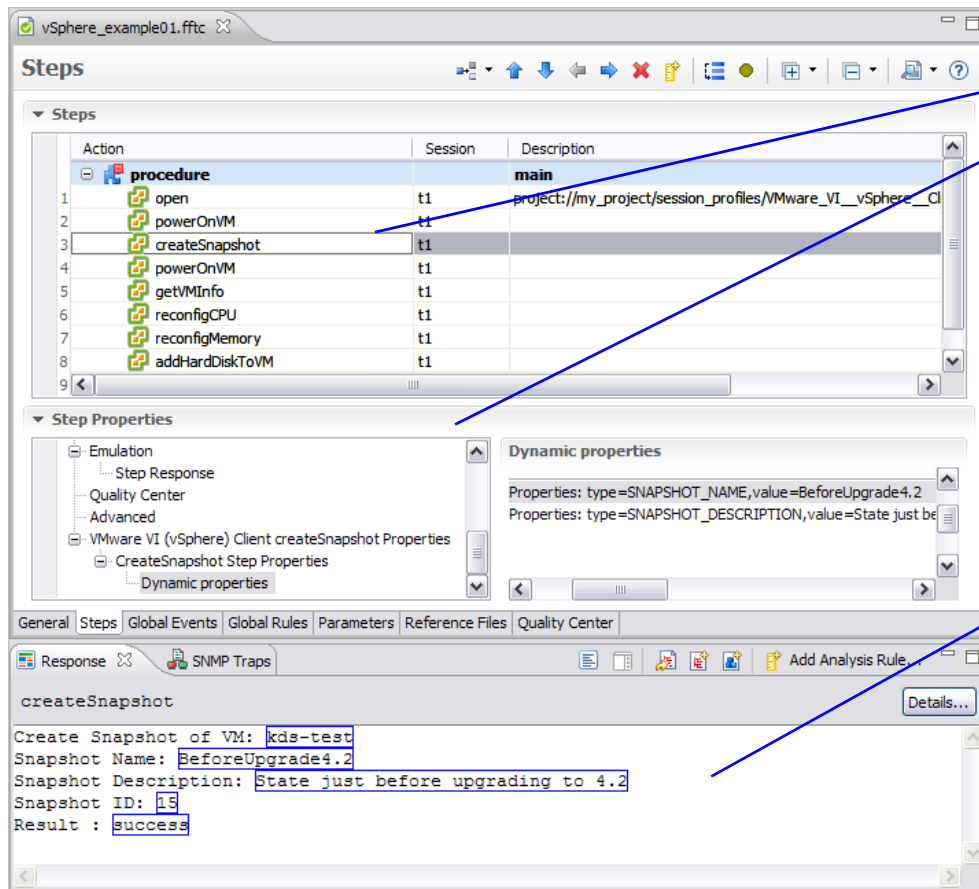 vSphere_example01.fftc
Steps
Steps
Action Session Description
procedure main
1 open t1 project://my_project/session_profiles/VMware_VI__vSphere__Cl
2 powerOnVM t1
3 createSnapshot t1
4 powerOnVM t1
5 getVMInfo t1
6 reconfigCPU t1
7 reconfigMemory t1
8 addHardDiskToVM t1
9
Step Properties
Emulation
Step Response
Quality Center
Advanced
VMware VI (vSphere) Client createSnapshot Properties
CreateSnapshot Step Properties
Dynamic properties
Dynamic properties
Properties: type=SNAPSHOT_NAME,value=BeforeUpgrade4.2
Properties: type=SNAPSHOT_DESCRIPTION,value=State just be
General Steps Global Events Global Rules Parameters Reference Files Quality Center
Response SNMP Traps Add Analysis Rule...
createSnapshot Details...
Create Snapshot of VM: kds-test
Snapshot Name: BeforeUpgrade4.2
Snapshot Description: State just before upgrading to 4.2
Snapshot ID: 15
Result : success